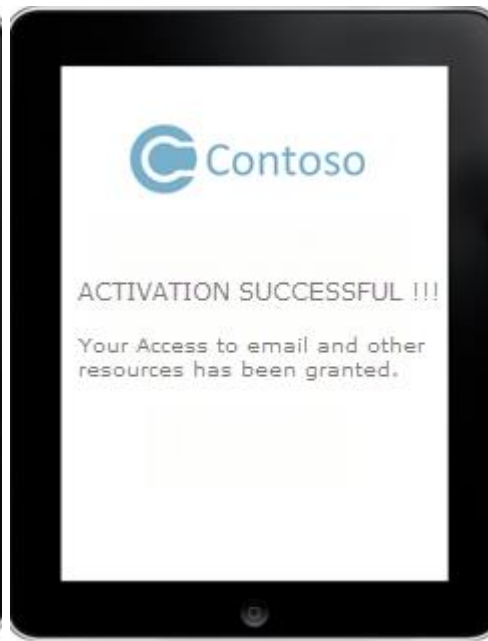 Contoso
ACTIVATION SUCCESSFUL !!!
Your Access to email and other
resources has been granted.